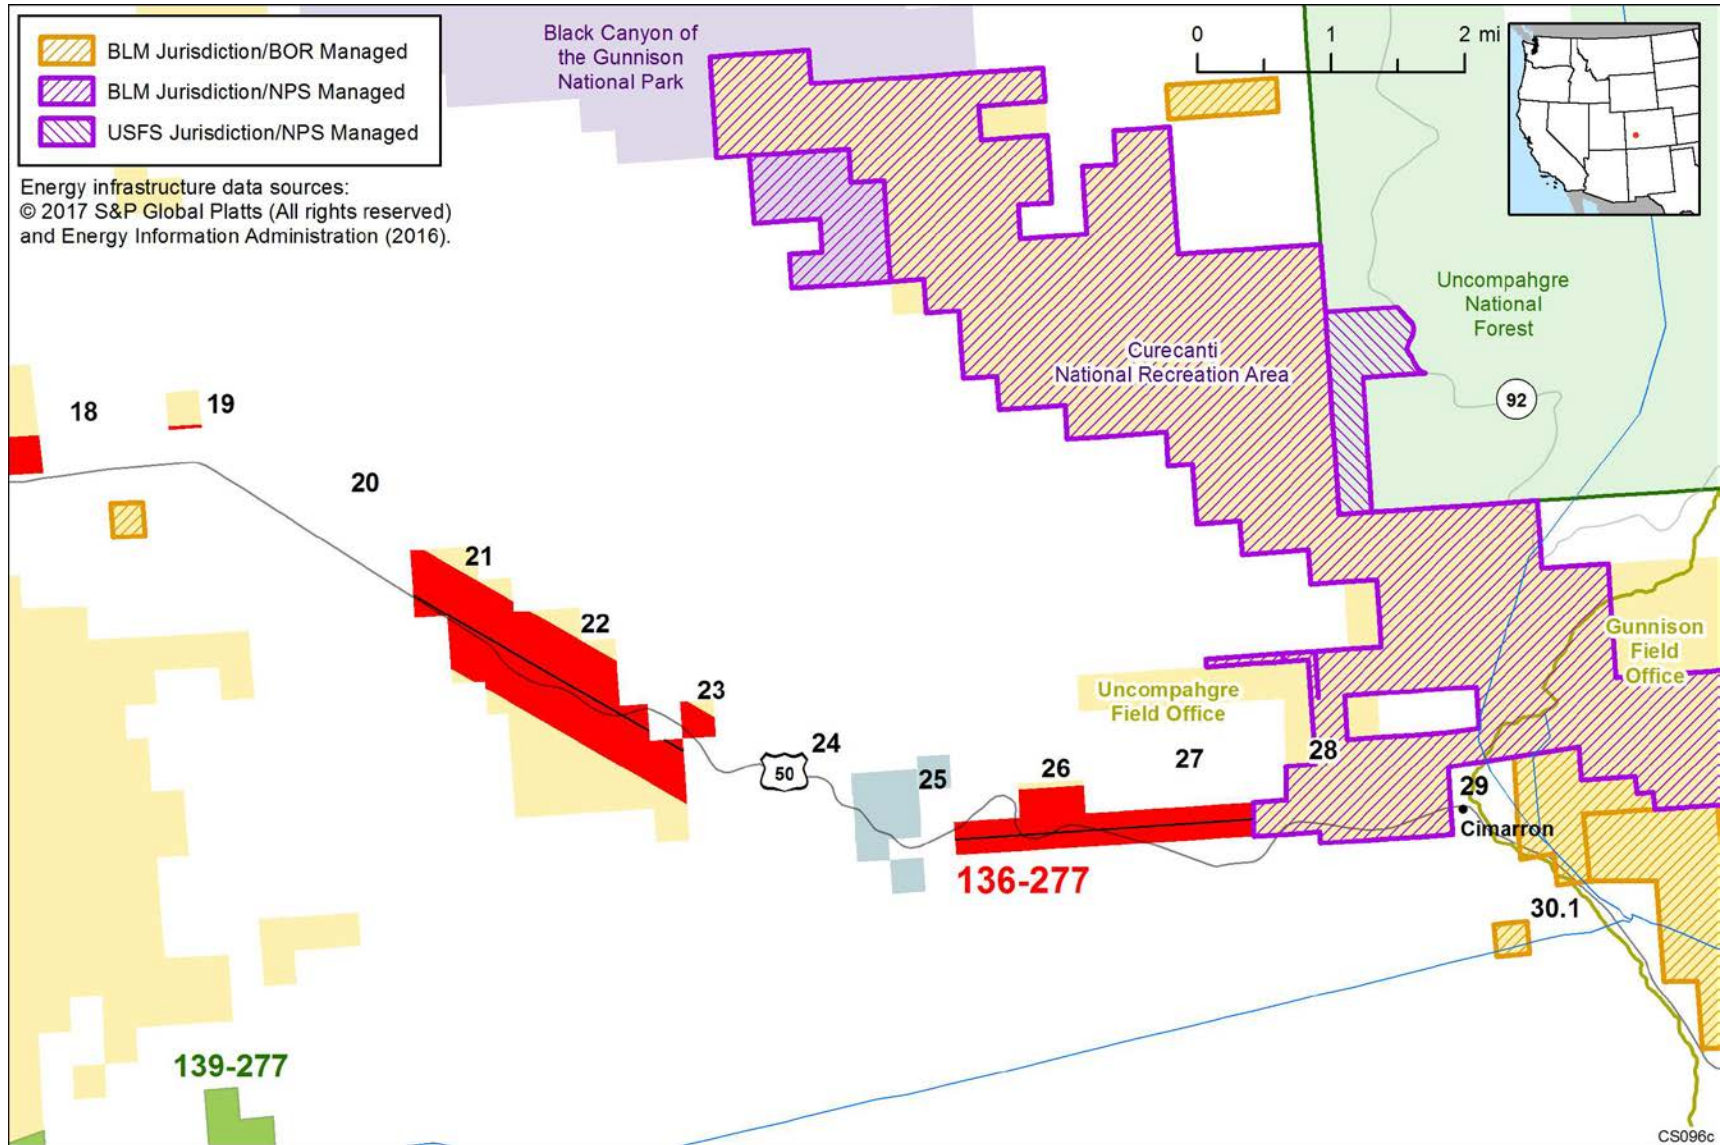 BLM Jurisdiction/BOR Managed
BLM Jurisdiction/NPS Managed
USFS Jurisdiction/NPS Managed
Energy infrastructure data sources:
© 2017 S&P Global Platts (All rights reserved)
and Energy Information Administration (2016).
Black Canyon of
the Gunnison
National Park
0 1 2 mi
Uncompahgre
National
Forest
Curecanti
National Recreation Area
92
18
19
20
21
22
23
24
50
25
26
27
28
29
Cimarron
30.1
Uncompahgre
Field Office
Gunnison
Field
Office
136-277
139-277
CS096c